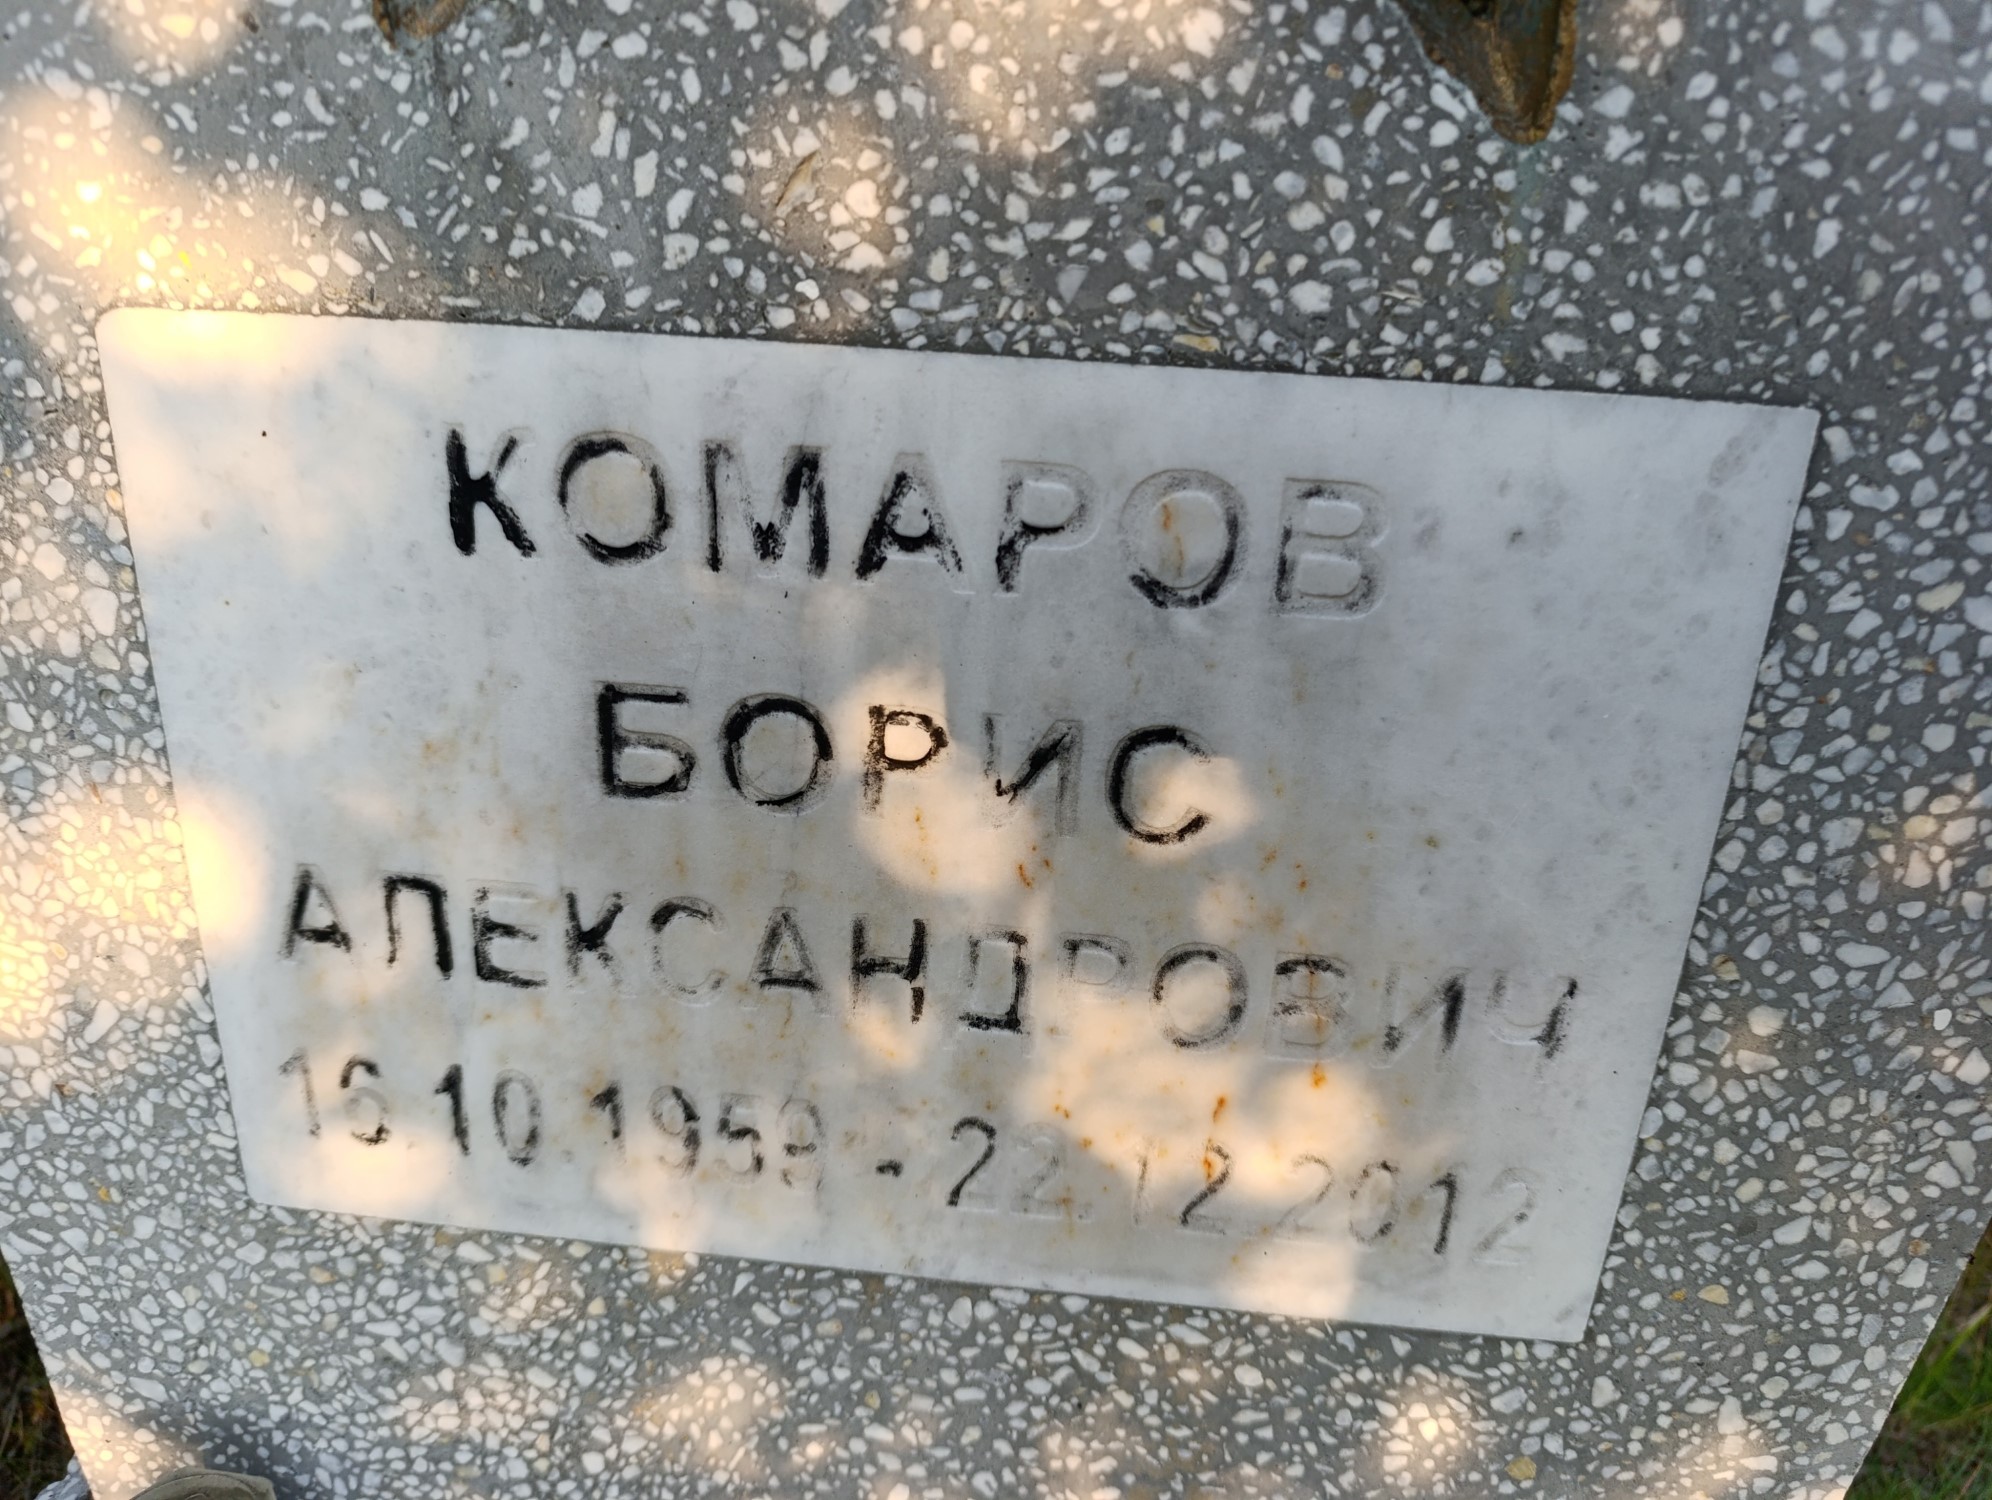 КОМАРОВ
БОРИС
АЛЕКСАНДРОВИЧ
16.10.1959 - 22.12.2012